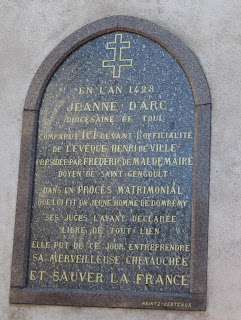 EN L'AN 1428
JEANNE D'ARC
DIOCESAINE DE TOUL
COMPARUT ICI DEVANT L'OFFICIALITÉ
DE L'ÉVÊQUE HENRI DE VILLE
PRÉSIDÉE PAR FRÉDÉRIC DE MALDEMAIRE
DOYEN DE SAINT-GENGOULT
DANS UN PROCÈS MATRIMONIAL
QUE LUI FIT UN JEUNE HOMME DE DOMREMY
SES JUGES L'AYANT DÉCLARÉE
LIBRE DE TOUT LIEN
ELLE PUT DE CE JOUR, ENTREPRENDRE
SA MERVEILLEUSE CHEVAUCHÉE
ET SAUVER LA FRANCE